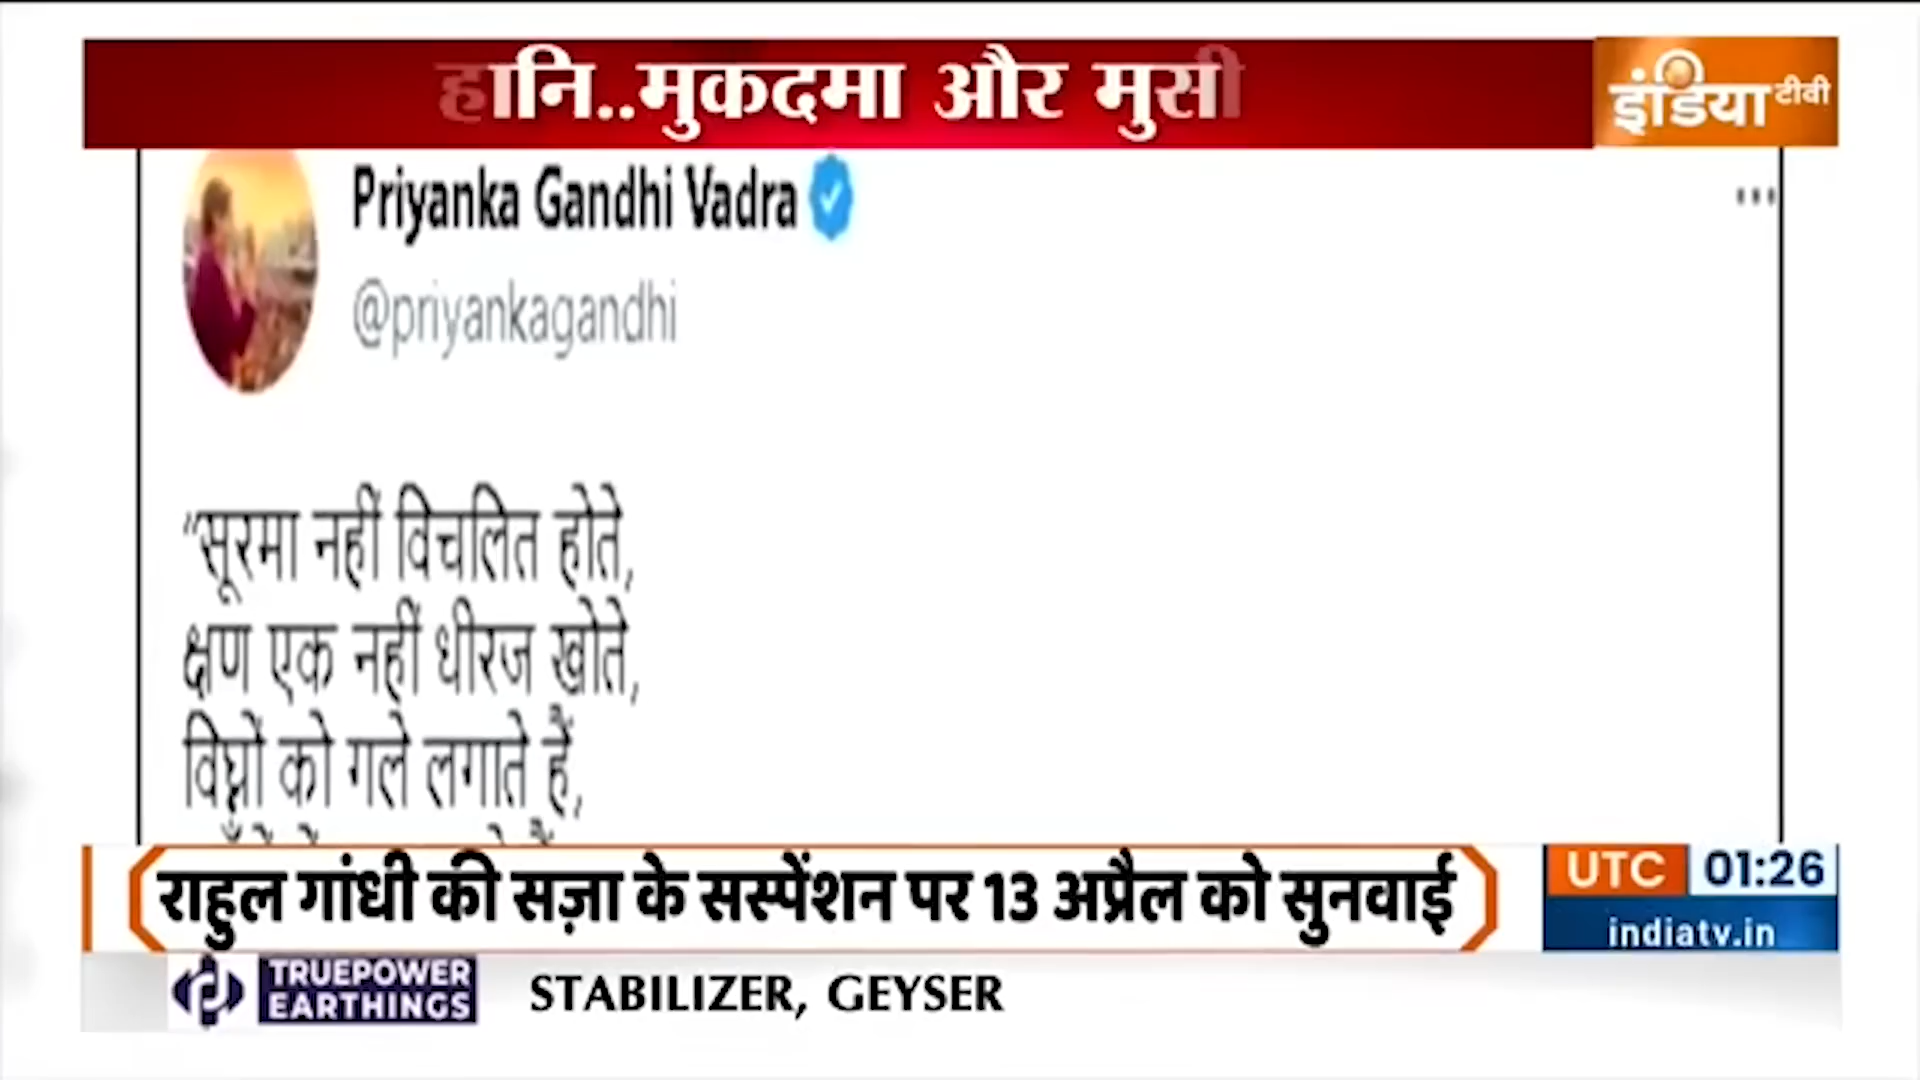 हानि..मुकदमा और मुसी
इंडिया टीवी
Priyanka Gandhi Vadra
@priyankagandhi
“सूरमा नहीं विचलित होते,
क्षण एक नहीं धीरज खोते,
विघ्नों को गले लगाते हैं,
राहुल गांधी की सज़ा के सस्पेंशन पर 13 अप्रैल को सुनवाई
UTC 01:26
indiatv.in
TRUEPOWER
EARTHINGS
STABILIZER, GEYSER